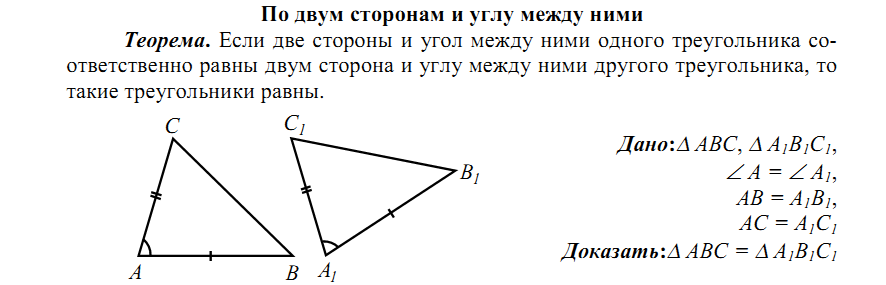 По двум сторонам и углу между ними
Теорема. Если две стороны и угол между ними одного треугольника со-
ответственно равны двум сторона и углу между ними другого треугольника, то
такие треугольники равны.
C
C₁
B₁
A
B
A₁
Дано:Δ ABC, Δ A₁B₁C₁,
∠ A = ∠ A₁,
AB = A₁B₁,
AC = A₁C₁
Доказать:Δ ABC = Δ A₁B₁C₁